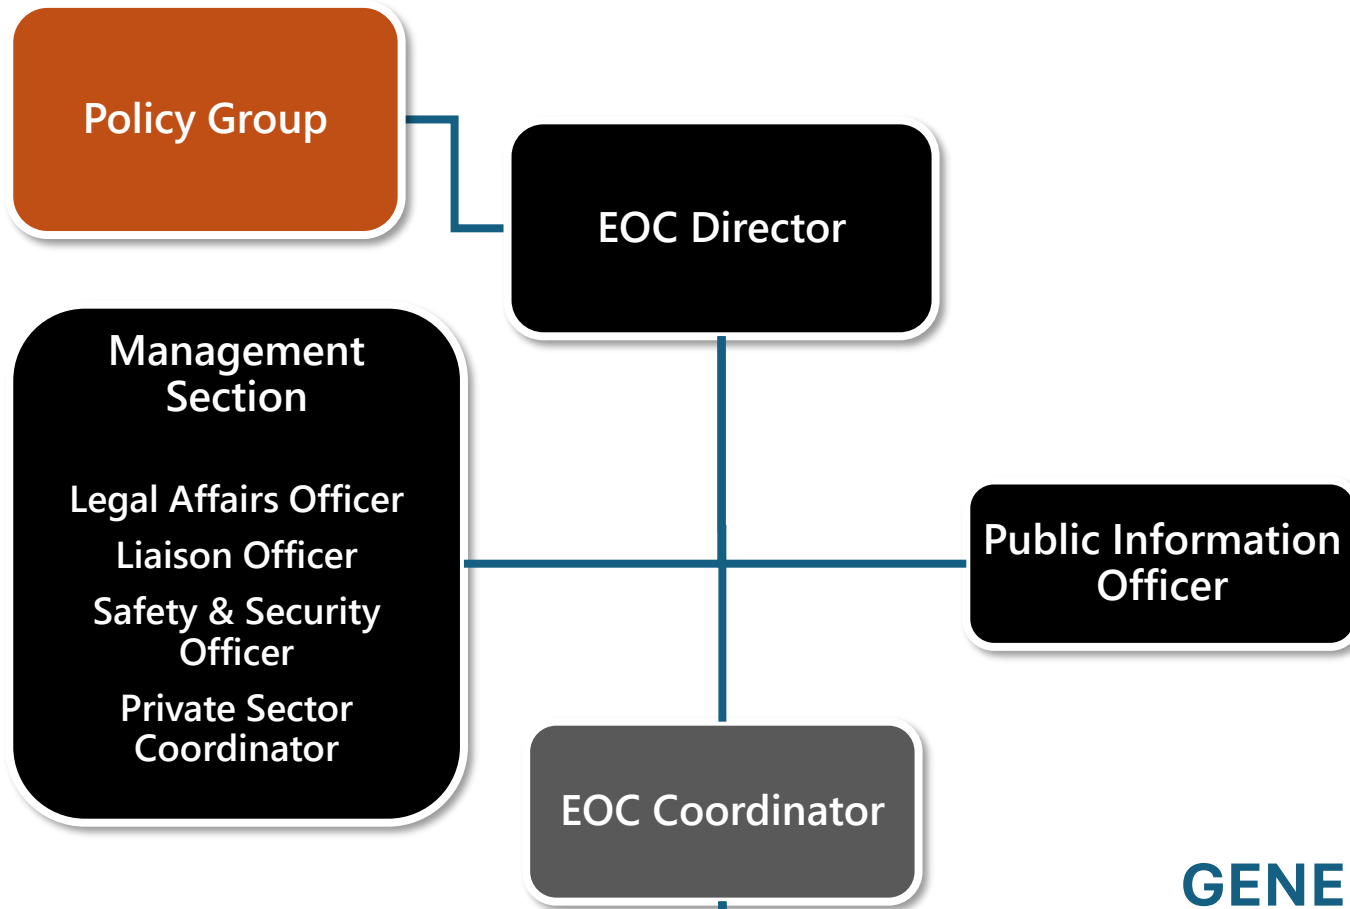 Policy Group
EOC Director
Management
Section
Legal Affairs Officer
Liaison Officer
Safety & Security
Officer
Private Sector
Coordinator
Public Information
Officer
EOC Coordinator
GENE